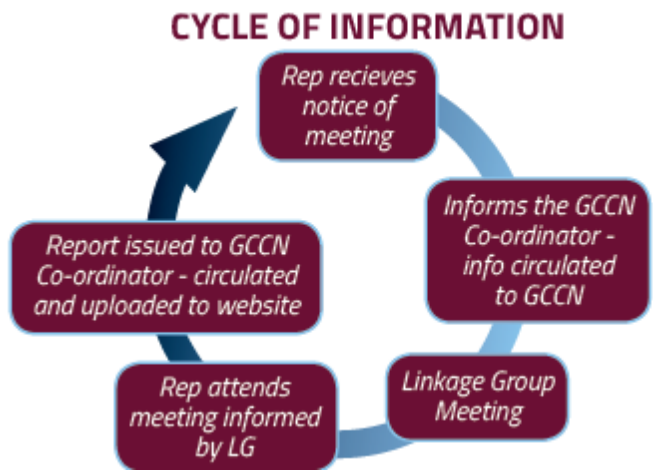 CYCLE OF INFORMATION
Rep recieves
notice of
meeting
Informs the GCCN
Co-ordinator -
info circulated
to GCCN
Linkage Group
Meeting
Rep attends
meeting informed
by LG
Report issued to GCCN
Co-ordinator - circulated
and uploaded to website